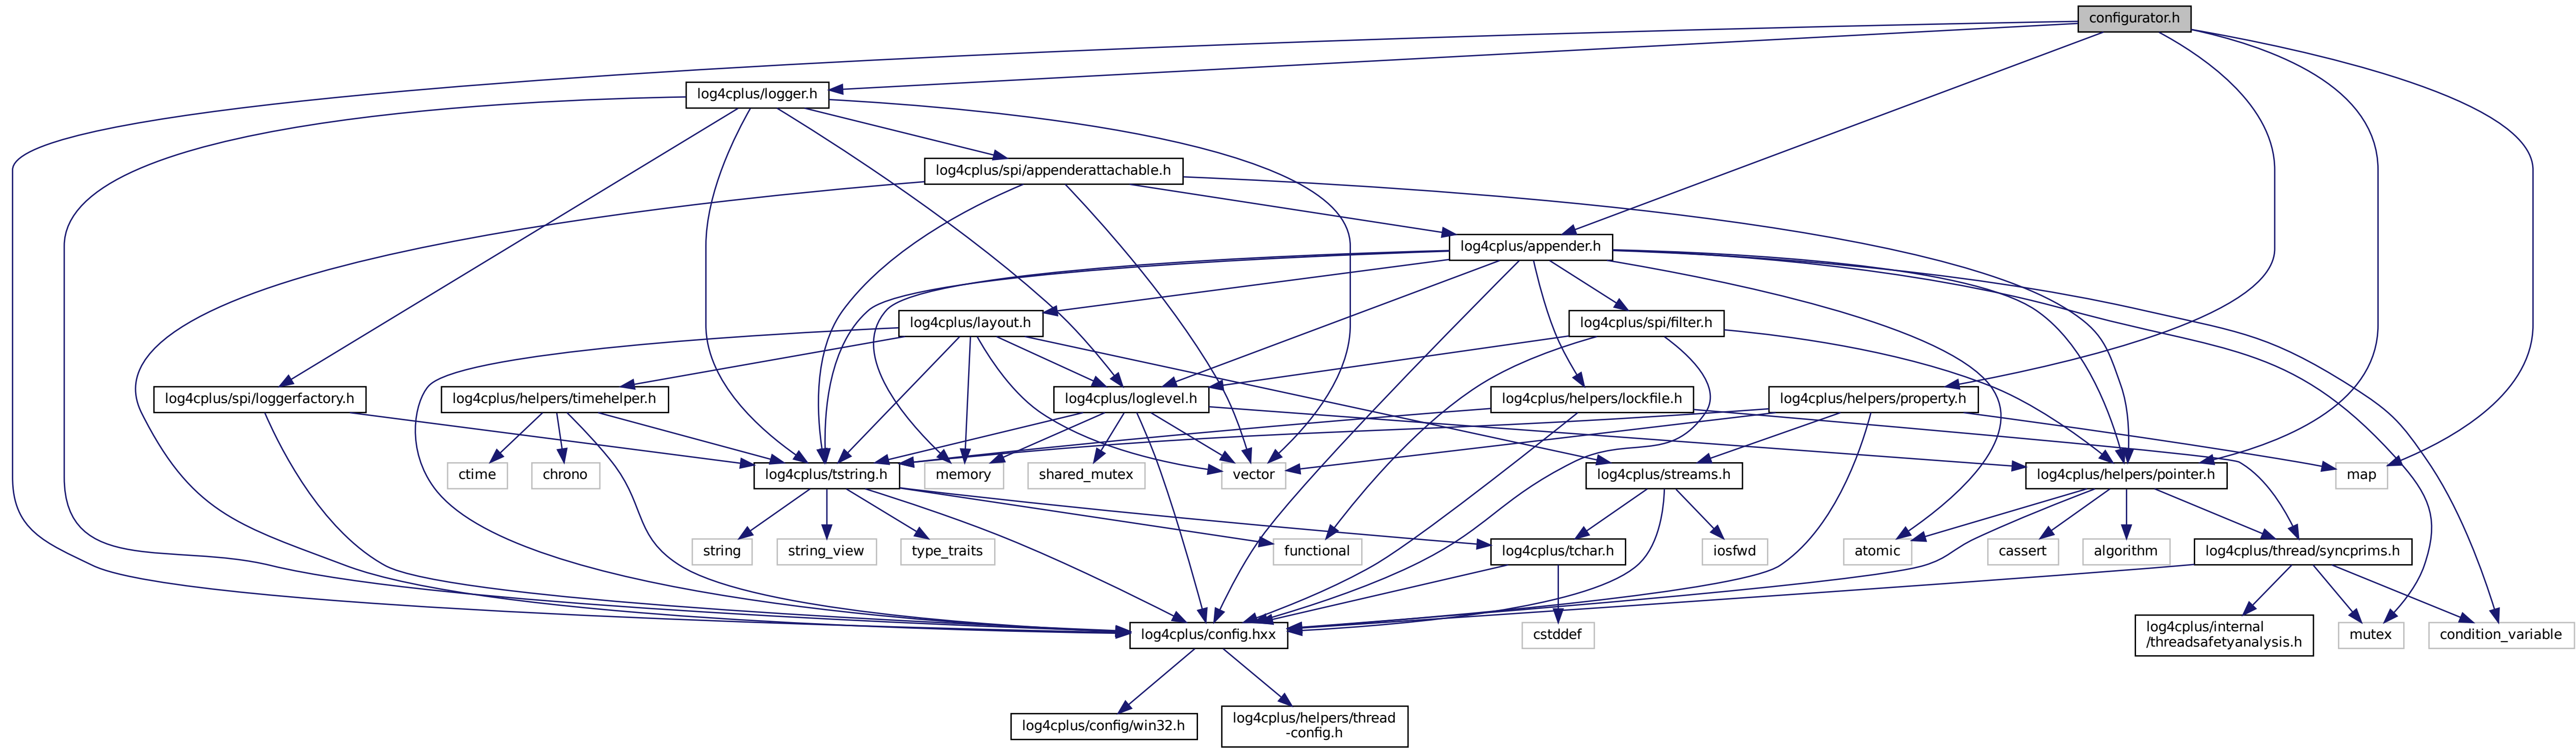 configurator.h
log4cplus/logger.h
log4cplus/spi/appenderattachable.h
log4cplus/appender.h
log4cplus/layout.h
log4cplus/spi/filter.h
log4cplus/spi/loggerfactory.h
log4cplus/helpers/timehelper.h
log4cplus/loglevel.h
log4cplus/helpers/lockfile.h
log4cplus/helpers/property.h
ctime
chrono
log4cplus/tstring.h
memory
shared_mutex
vector
log4cplus/streams.h
log4cplus/helpers/pointer.h
map
string
string_view
type_traits
functional
log4cplus/tchar.h
iosfwd
atomic
cassert
algorithm
log4cplus/thread/syncprims.h
log4cplus/config.hxx
cstddef
log4cplus/internal
/threadsafetyanalysis.h
mutex
condition_variable
log4cplus/config/win32.h
log4cplus/helpers/thread
-config.h